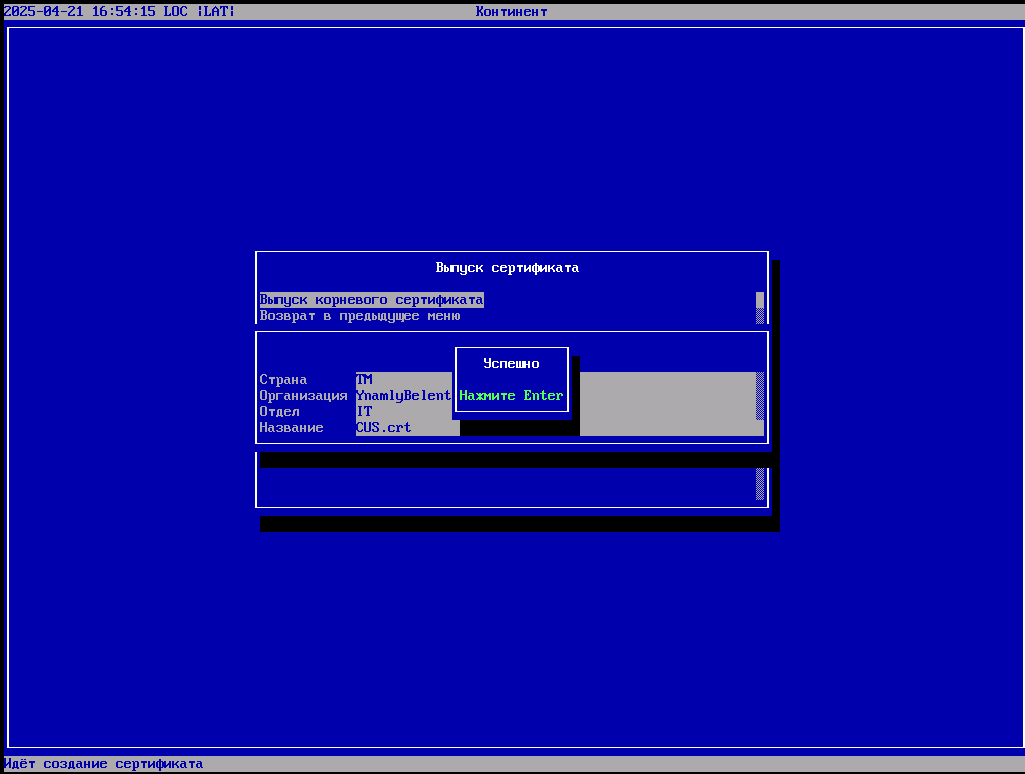 2025-04-21 16:54:15 LOC ¦LAT¦
Континент
Выпуск сертификата
Выпуск корневого сертификата
Возврат в предыдущее меню
Успешно
Нажмите Enter
Страна TM
Организация YnamlyBelent
Отдел IT
Название CUS.crt
Идёт создание сертификата